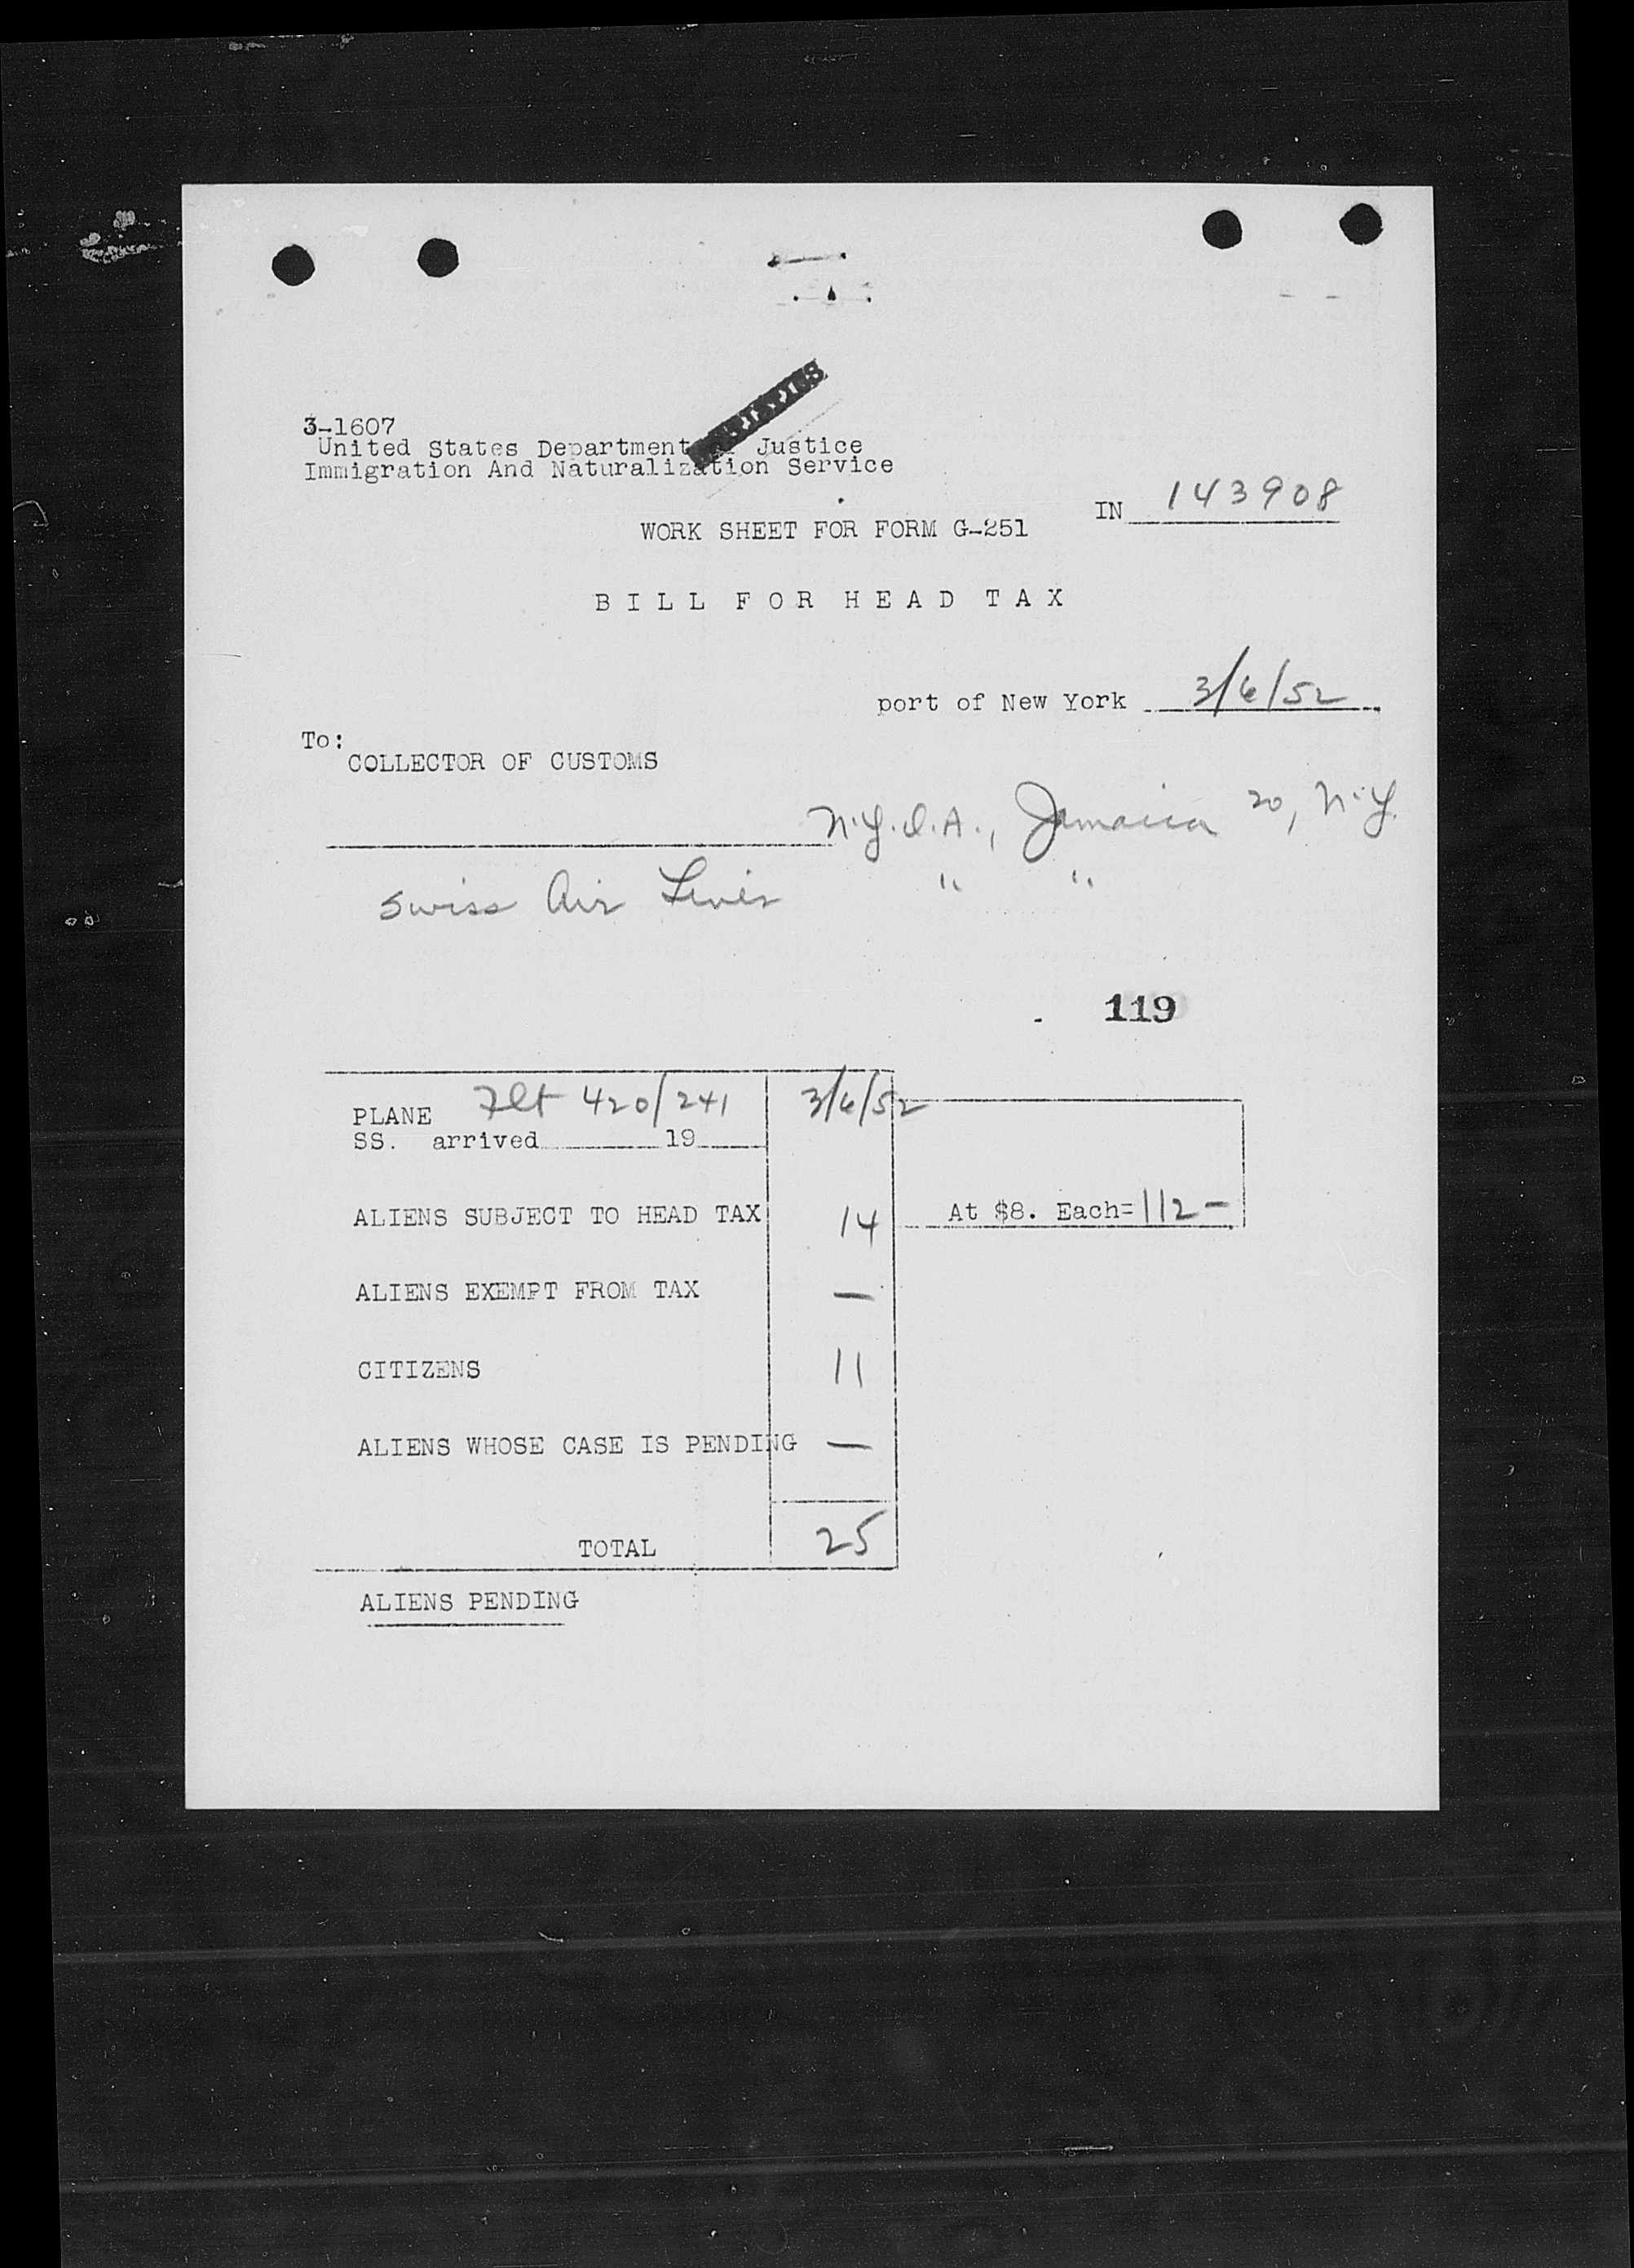 3-1607
United States Department Justice
Immigration And Naturalization Service
IN 143908
WORK SHEET FOR FORM G-251
BILL FOR HEAD TAX
port of New York 3/6/52
To:
COLLECTOR OF CUSTOMS
N.Y.I.A., Jamaica 20, N.Y.
Swiss Air Lines " "
119
PLANE Flt 420/241 3/6/52
SS. arrived 19
ALIENS SUBJECT TO HEAD TAX 14 At $8. Each= 112 -
ALIENS EXEMPT FROM TAX —
CITIZENS 11
ALIENS WHOSE CASE IS PENDING —
TOTAL 25
ALIENS PENDING